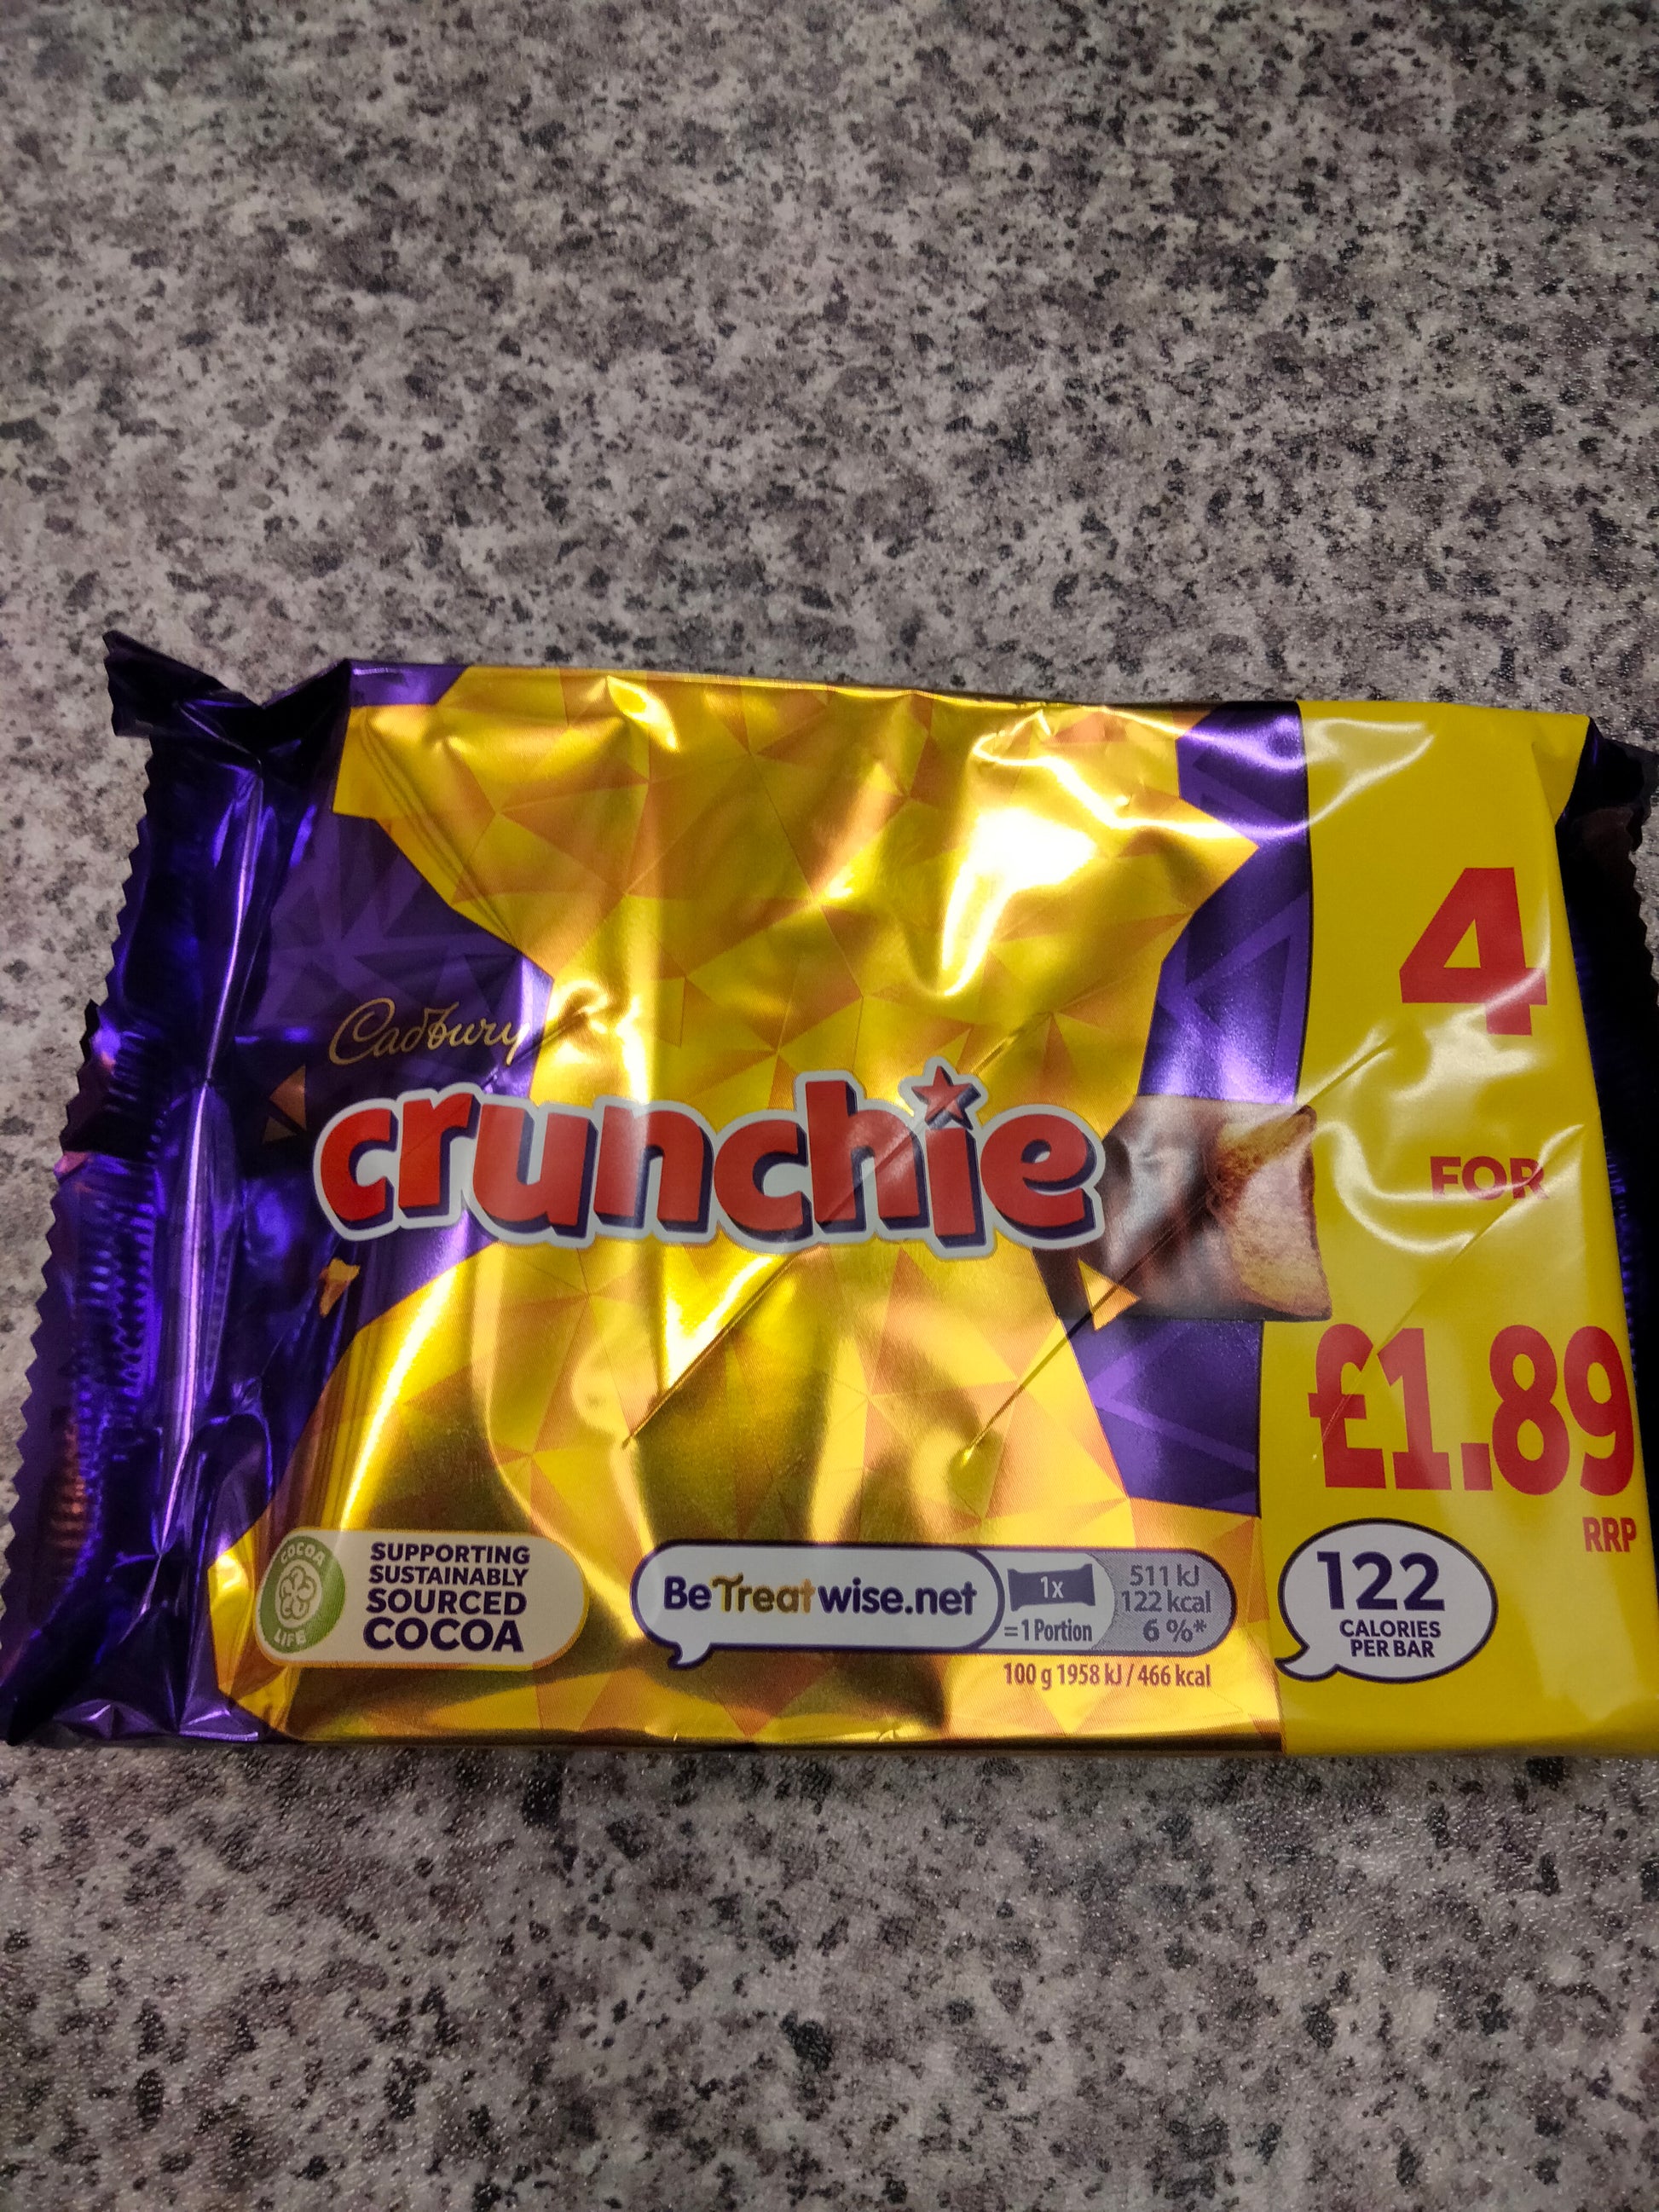 Cadbury
crunchie
4
FOR
£1.89
RRP
COCOA
LIFE
SUPPORTING
SUSTAINABLY
SOURCED
COCOA
BeTreatwise.net
1x
=1 Portion
511 kJ
122 kcal
6 %*
100 g 1958 kJ / 466 kcal
122
CALORIES
PER BAR